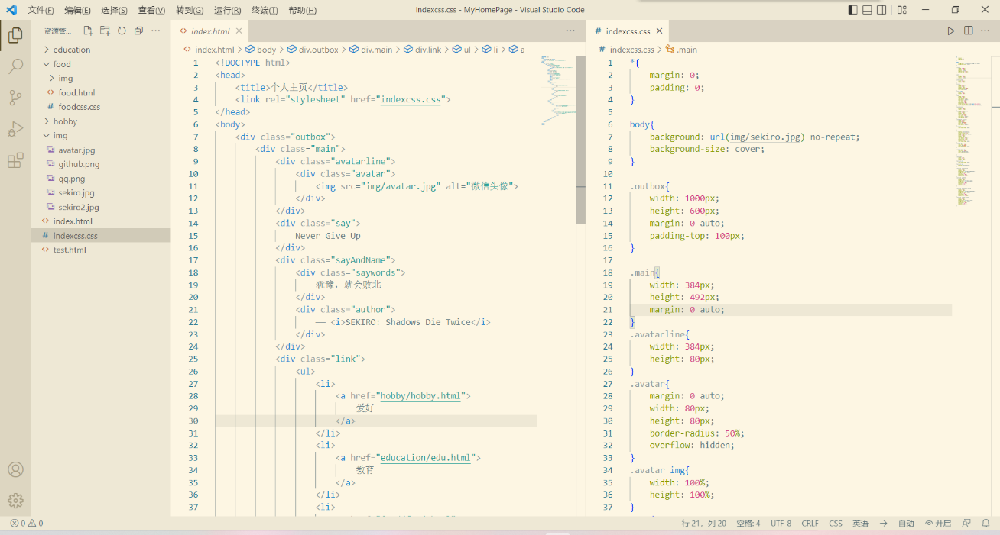 文件(F) 编辑(E) 选择(S) 查看(V) 转到(G) 运行(R) 终端(T) 帮助(H) indexcss.css - MyHomePage - Visual Studio Code
资源管...
education
food
img
food.html
foodcss.css
hobby
img
avatar.jpg
github.png
qq.png
sekiro.jpg
sekiro2.jpg
index.html
indexcss.css
test.html
index.html
index.html > body > div.outbox > div.main > div.link > ul > li > a
1 <!DOCTYPE html>
2 <head>
3 <title>个人主页</title>
4 <link rel="stylesheet" href="indexcss.css">
5 </head>
6 <body>
7 <div class="outbox">
8 <div class="main">
9 <div class="avatarline">
10 <div class="avatar">
11 <img src="img/avatar.jpg" alt="微信头像">
12 </div>
13 </div>
14 <div class="say">
15 Never Give Up
16 </div>
17 <div class="sayAndName">
18 <div class="saywords">
19 犹豫，就会败北
20 </div>
21 <div class="author">
22 —— <i>SEKIRO: Shadows Die Twice</i>
23 </div>
24 </div>
25 <div class="link">
26 <ul>
27 <li>
28 <a href="hobby/hobby.html">
29 爱好
30 </a>
31 </li>
32 <li>
33 <a href="education/edu.html">
34 教育
35 </a>
36 </li>
37 <li>
indexcss.css
indexcss.css > .main
1 *{
2 margin: 0;
3 padding: 0;
4 }
5
6 body{
7 background: url(img/sekiro.jpg) no-repeat;
8 background-size: cover;
9 }
10
11 .outbox{
12 width: 1000px;
13 height: 600px;
14 margin: 0 auto;
15 padding-top: 100px;
16 }
17
18 .main{
19 width: 384px;
20 height: 492px;
21 margin: 0 auto;
22 }
23 .avatarline{
24 width: 384px;
25 height: 80px;
26 }
27 .avatar{
28 margin: 0 auto;
29 width: 80px;
30 height: 80px;
31 border-radius: 50%;
32 overflow: hidden;
33 }
34 .avatar img{
35 width: 100%;
36 height: 100%;
37 }
0 0 行 21，列 20 空格: 4 UTF-8 CRLF CSS 英语 → 自动 开启